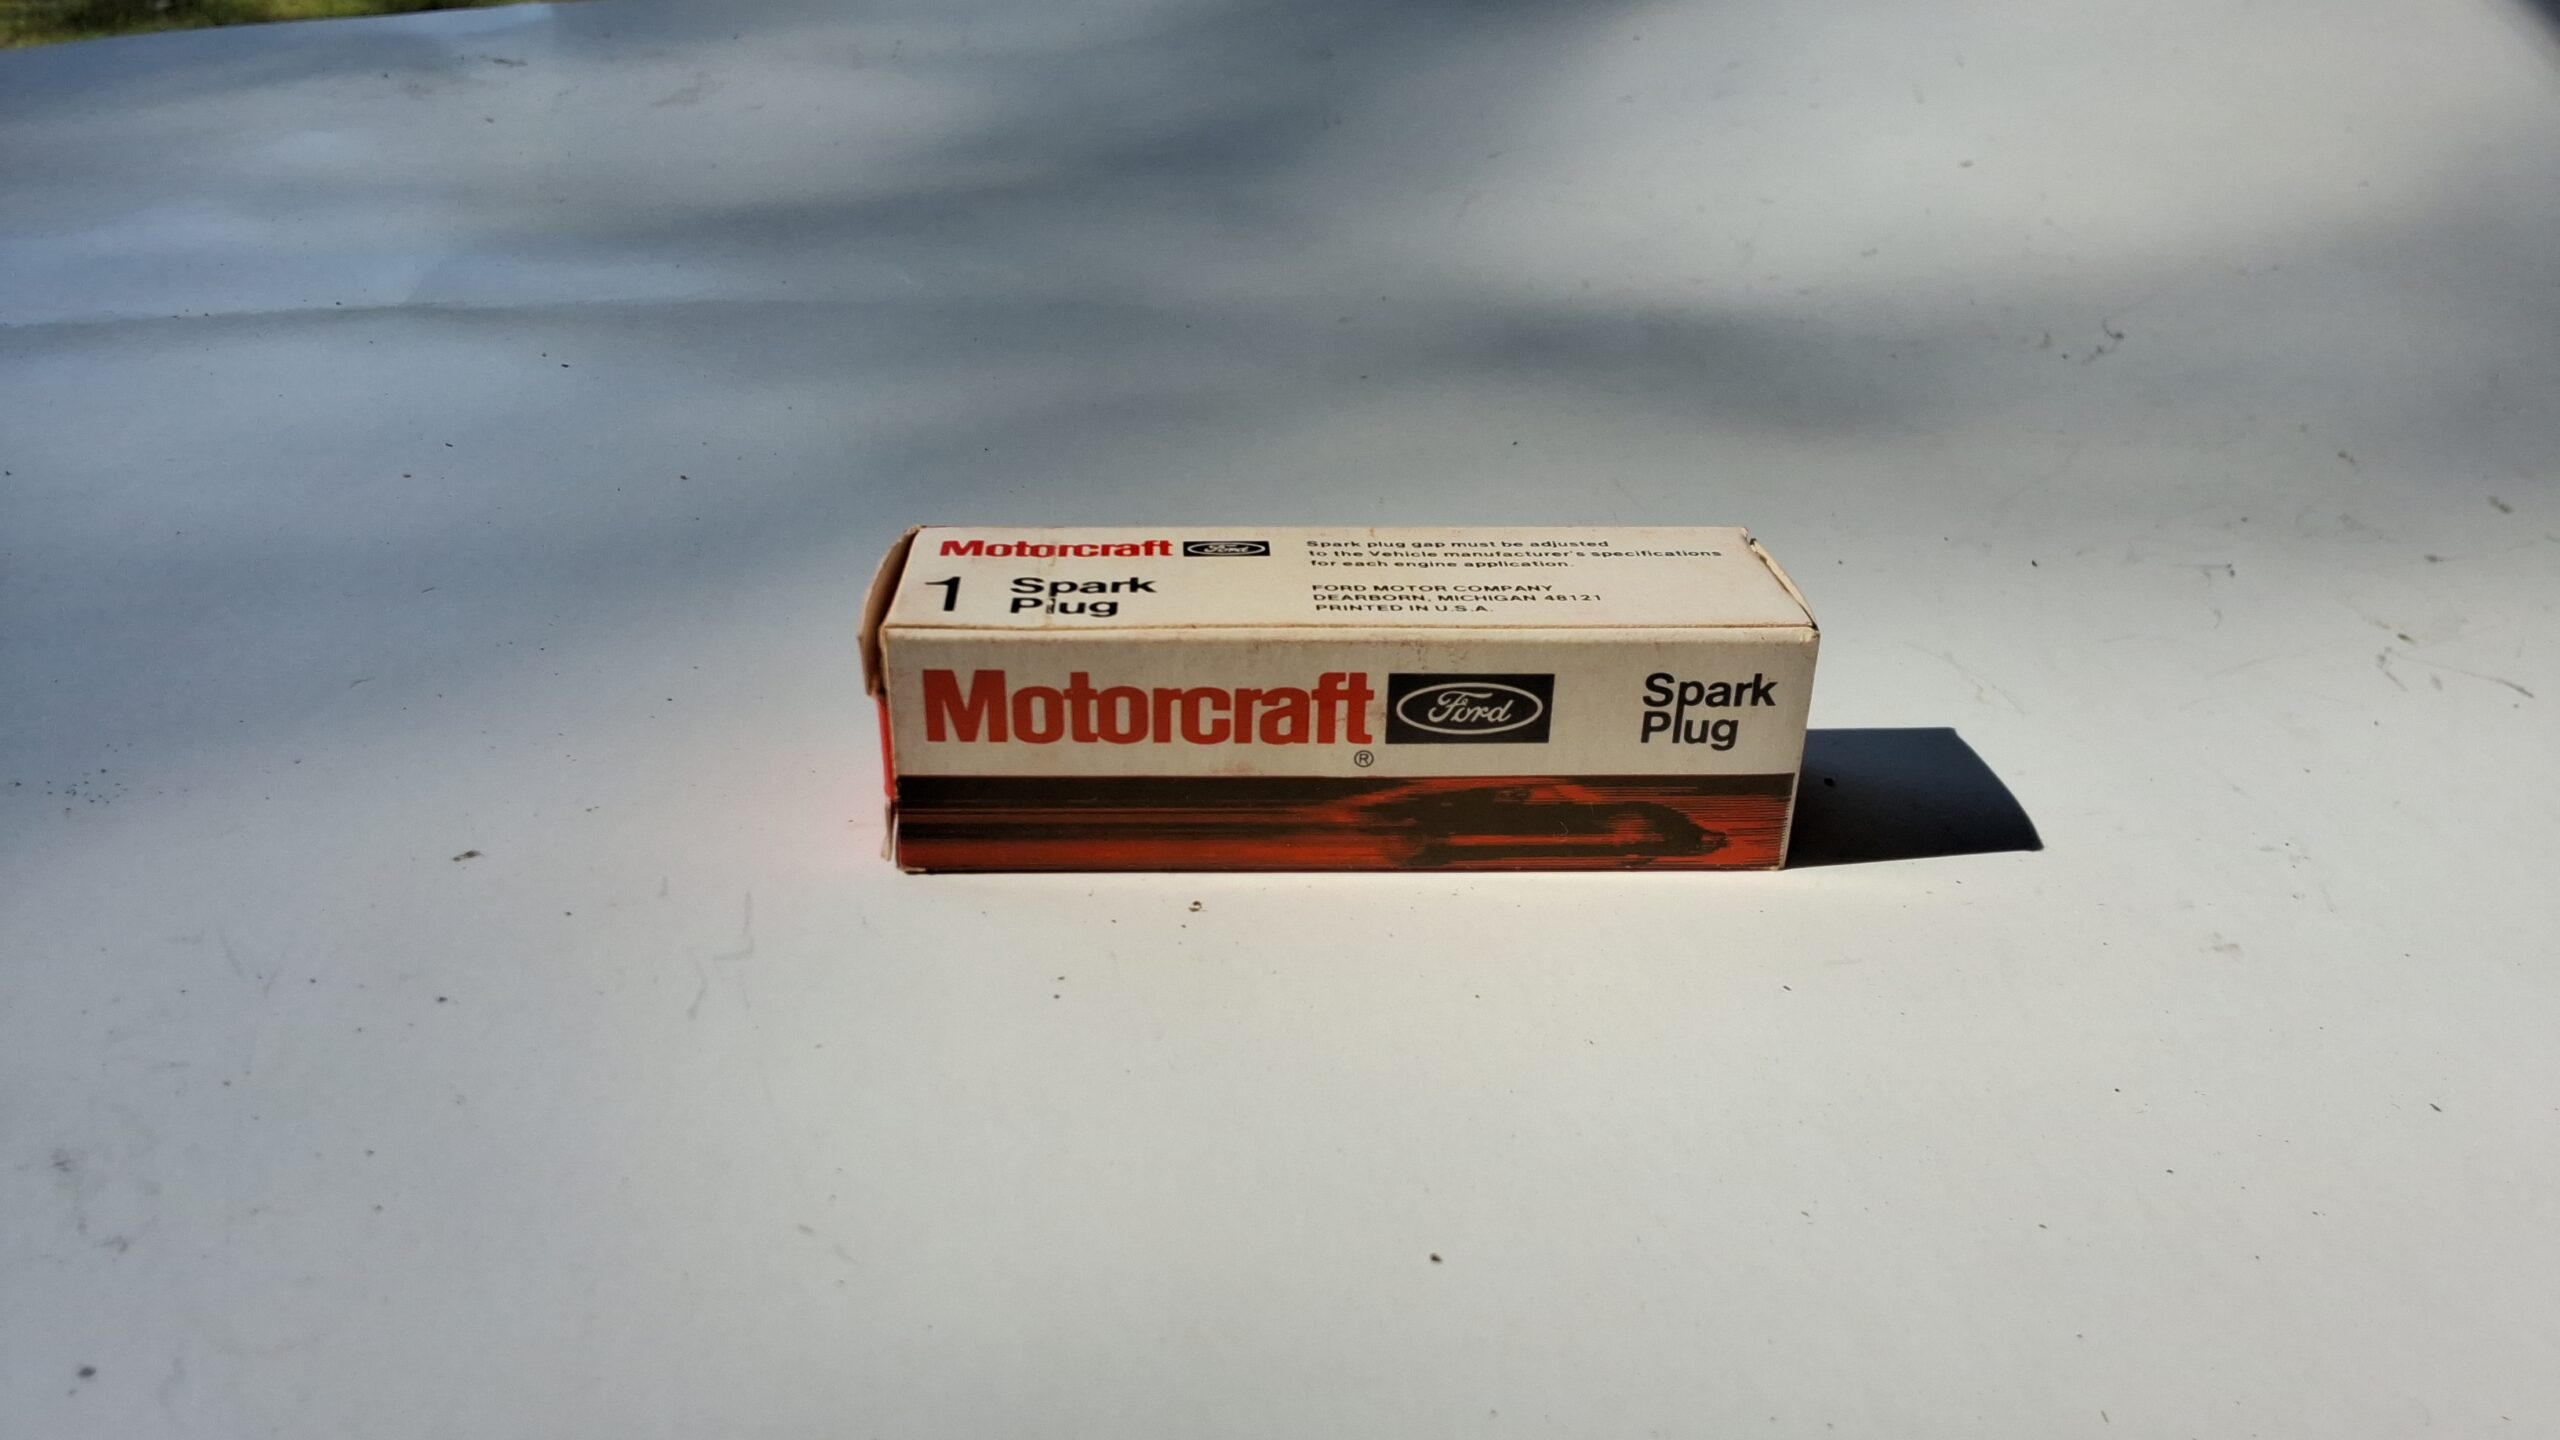 Motorcraft Ford
1 Spark
Plug
Spark plug gap must be adjusted
to the Vehicle manufacturer's specifications
for each engine application.
FORD MOTOR COMPANY
DEARBORN, MICHIGAN 48121
PRINTED IN U.S.A.
Motorcraft® Ford
Spark
Plug